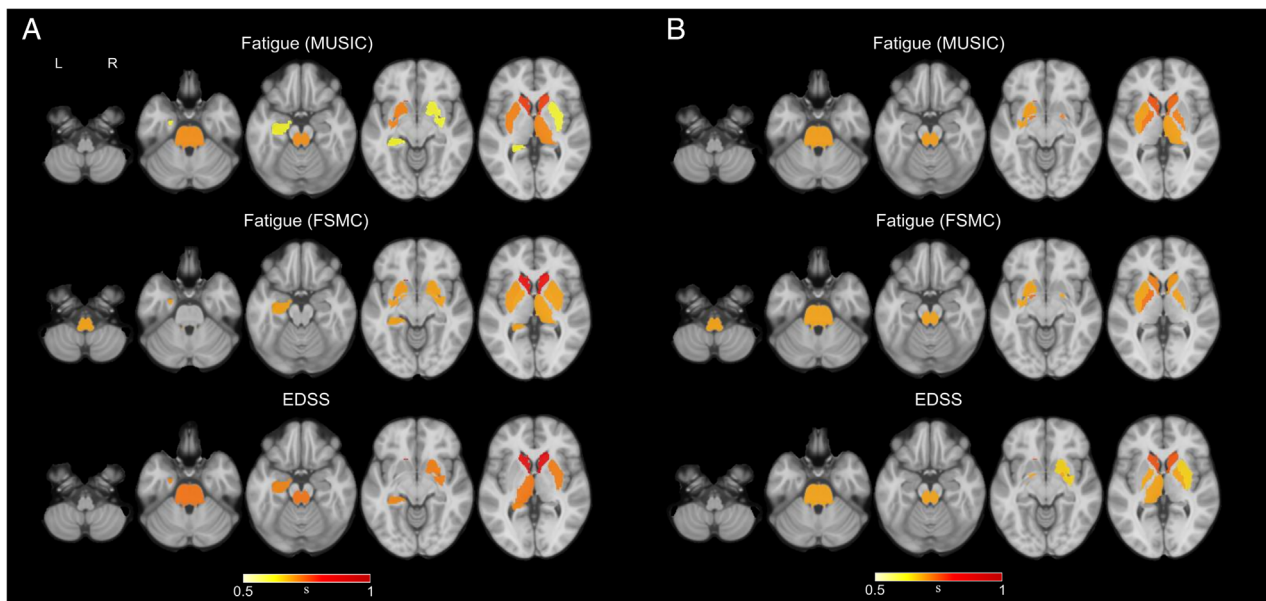 A
B
Fatigue (MUSIC)
Fatigue (MUSIC)
L R
Fatigue (FSMC)
Fatigue (FSMC)
EDSS
EDSS
0.5 s 1
0.5 s 1